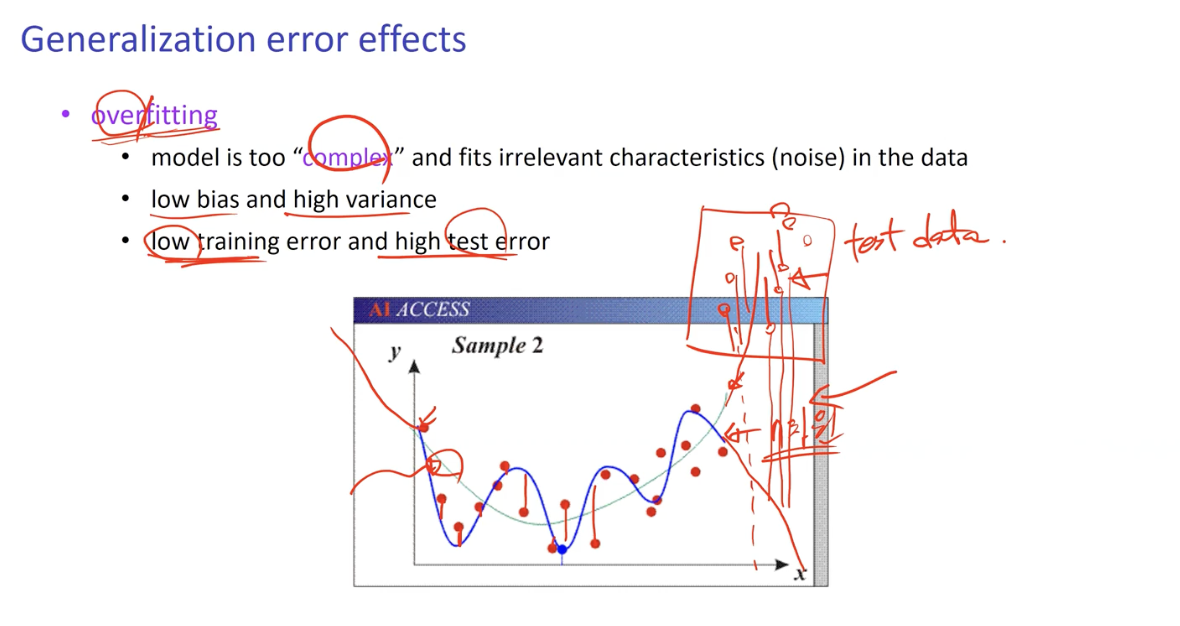 Generalization error effects
• overfitting
• model is too “complex” and fits irrelevant characteristics (noise) in the data
• low bias and high variance
• low training error and high test error
test data.
AI ACCESS
Sample 2
y
x